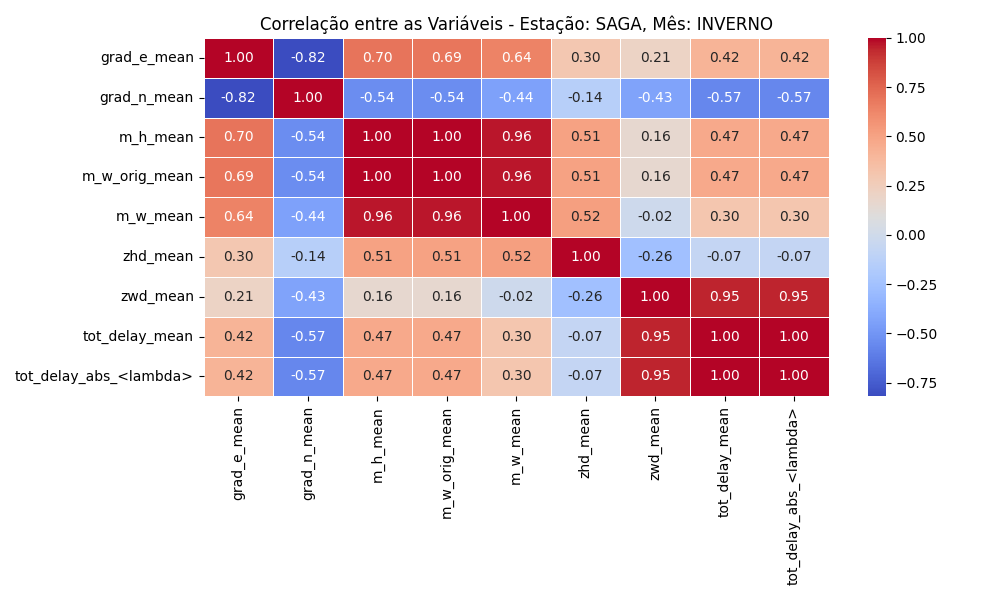 Correlação entre as Variáveis - Estação: SAGA, Mês: INVERNO
grad_e_mean 1.00 -0.82 0.70 0.69 0.64 0.30 0.21 0.42 0.42
grad_n_mean -0.82 1.00 -0.54 -0.54 -0.44 -0.14 -0.43 -0.57 -0.57
m_h_mean 0.70 -0.54 1.00 1.00 0.96 0.51 0.16 0.47 0.47
m_w_orig_mean 0.69 -0.54 1.00 1.00 0.96 0.51 0.16 0.47 0.47
m_w_mean 0.64 -0.44 0.96 0.96 1.00 0.52 -0.02 0.30 0.30
zhd_mean 0.30 -0.14 0.51 0.51 0.52 1.00 -0.26 -0.07 -0.07
zwd_mean 0.21 -0.43 0.16 0.16 -0.02 -0.26 1.00 0.95 0.95
tot_delay_mean 0.42 -0.57 0.47 0.47 0.30 -0.07 0.95 1.00 1.00
tot_delay_abs_<lambda> 0.42 -0.57 0.47 0.47 0.30 -0.07 0.95 1.00 1.00
grad_e_mean
grad_n_mean
m_h_mean
m_w_orig_mean
m_w_mean
zhd_mean
zwd_mean
tot_delay_mean
tot_delay_abs_<lambda>
1.00
0.75
0.50
0.25
0.00
−0.25
−0.50
−0.75